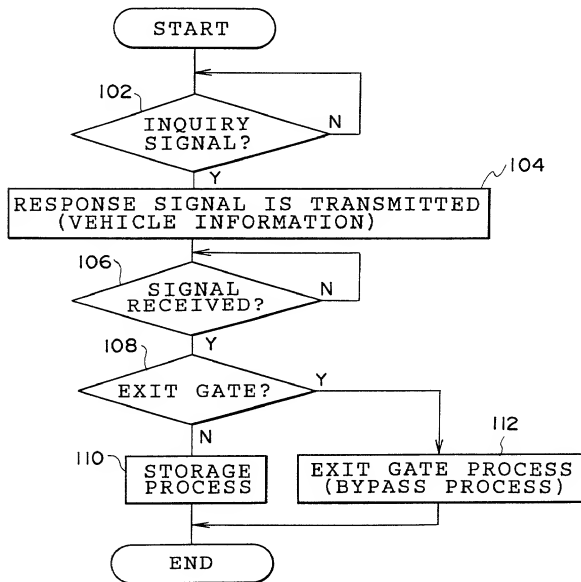 START
102
INQUIRY
SIGNAL?
N
Y
104
RESPONSE SIGNAL IS TRANSMITTED
(VEHICLE INFORMATION)
106
SIGNAL
RECEIVED?
N
Y
108
EXIT GATE?
Y
N
110
STORAGE
PROCESS
112
EXIT GATE PROCESS
(BYPASS PROCESS)
END